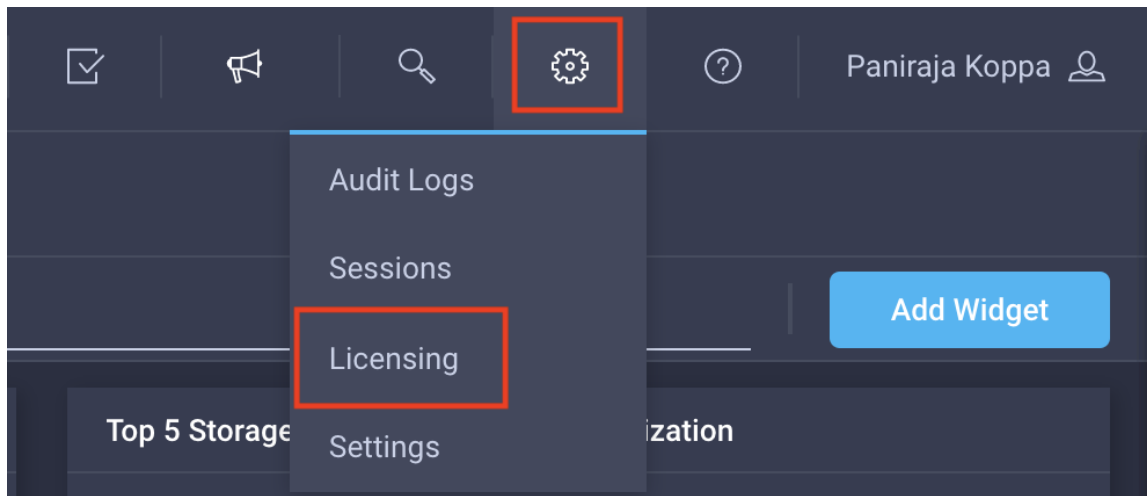 Paniraja Koppa
Audit Logs
Sessions
Add Widget
Licensing
Top 5 Storage
ization
Settings